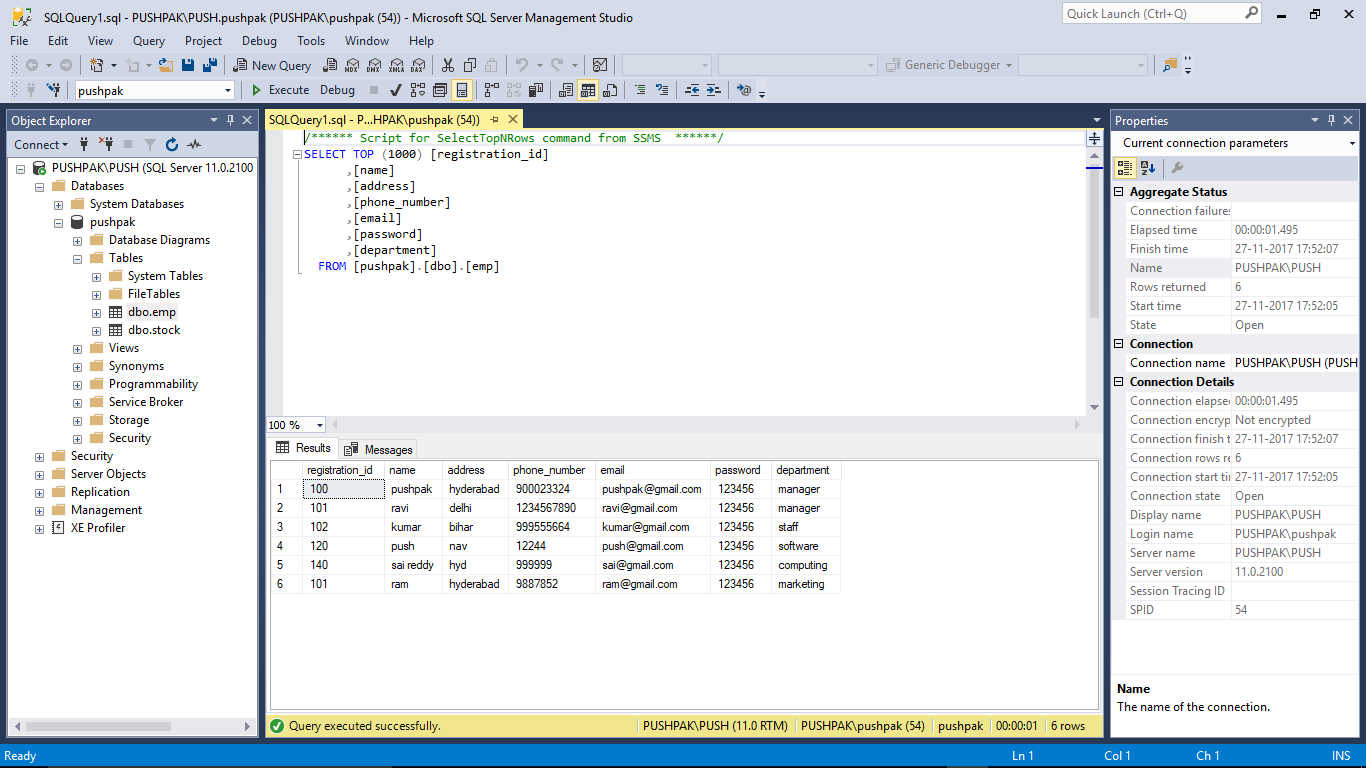 SQLQuery1.sql - PUSHPAK\PUSH.pushpak (PUSHPAK\pushpak (54)) - Microsoft SQL Server Management Studio
Quick Launch (Ctrl+Q)
File Edit View Query Project Debug Tools Window Help
New Query MDX DMX XMLA DAX Generic Debugger
pushpak Execute Debug
Object Explorer
Connect
PUSHPAK\PUSH (SQL Server 11.0.2100
Databases
System Databases
pushpak
Database Diagrams
Tables
System Tables
FileTables
dbo.emp
dbo.stock
Views
Synonyms
Programmability
Service Broker
Storage
Security
Security
Server Objects
Replication
Management
XE Profiler
SQLQuery1.sql - P...HPAK\pushpak (54))
/****** Script for SelectTopNRows command from SSMS  ******/
SELECT TOP (1000) [registration_id]
,[name]
,[address]
,[phone_number]
,[email]
,[password]
,[department]
FROM [pushpak].[dbo].[emp]
100 %
Results Messages
registration_id name address phone_number email password department
1 100 pushpak hyderabad 900023324 pushpak@gmail.com 123456 manager
2 101 ravi delhi 1234567890 ravi@gmail.com 123456 manager
3 102 kumar bihar 999555664 kumar@gmail.com 123456 staff
4 120 push nav 12244 push@gmail.com 123456 software
5 140 sai reddy hyd 999999 sai@gmail.com 123456 computing
6 101 ram hyderabad 9887852 ram@gmail.com 123456 marketing
Query executed successfully. PUSHPAK\PUSH (11.0 RTM) PUSHPAK\pushpak (54) pushpak 00:00:01 6 rows
Properties
Current connection parameters
Aggregate Status
Connection failures
Elapsed time 00:00:01.495
Finish time 27-11-2017 17:52:07
Name PUSHPAK\PUSH
Rows returned 6
Start time 27-11-2017 17:52:05
State Open
Connection
Connection name PUSHPAK\PUSH (PUSH
Connection Details
Connection elapse 00:00:01.495
Connection encryp Not encrypted
Connection finish t 27-11-2017 17:52:07
Connection rows re 6
Connection start ti 27-11-2017 17:52:05
Connection state Open
Display name PUSHPAK\PUSH
Login name PUSHPAK\pushpak
Server name PUSHPAK\PUSH
Server version 11.0.2100
Session Tracing ID
SPID 54
Name
The name of the connection.
Ready Ln 1 Col 1 Ch 1 INS